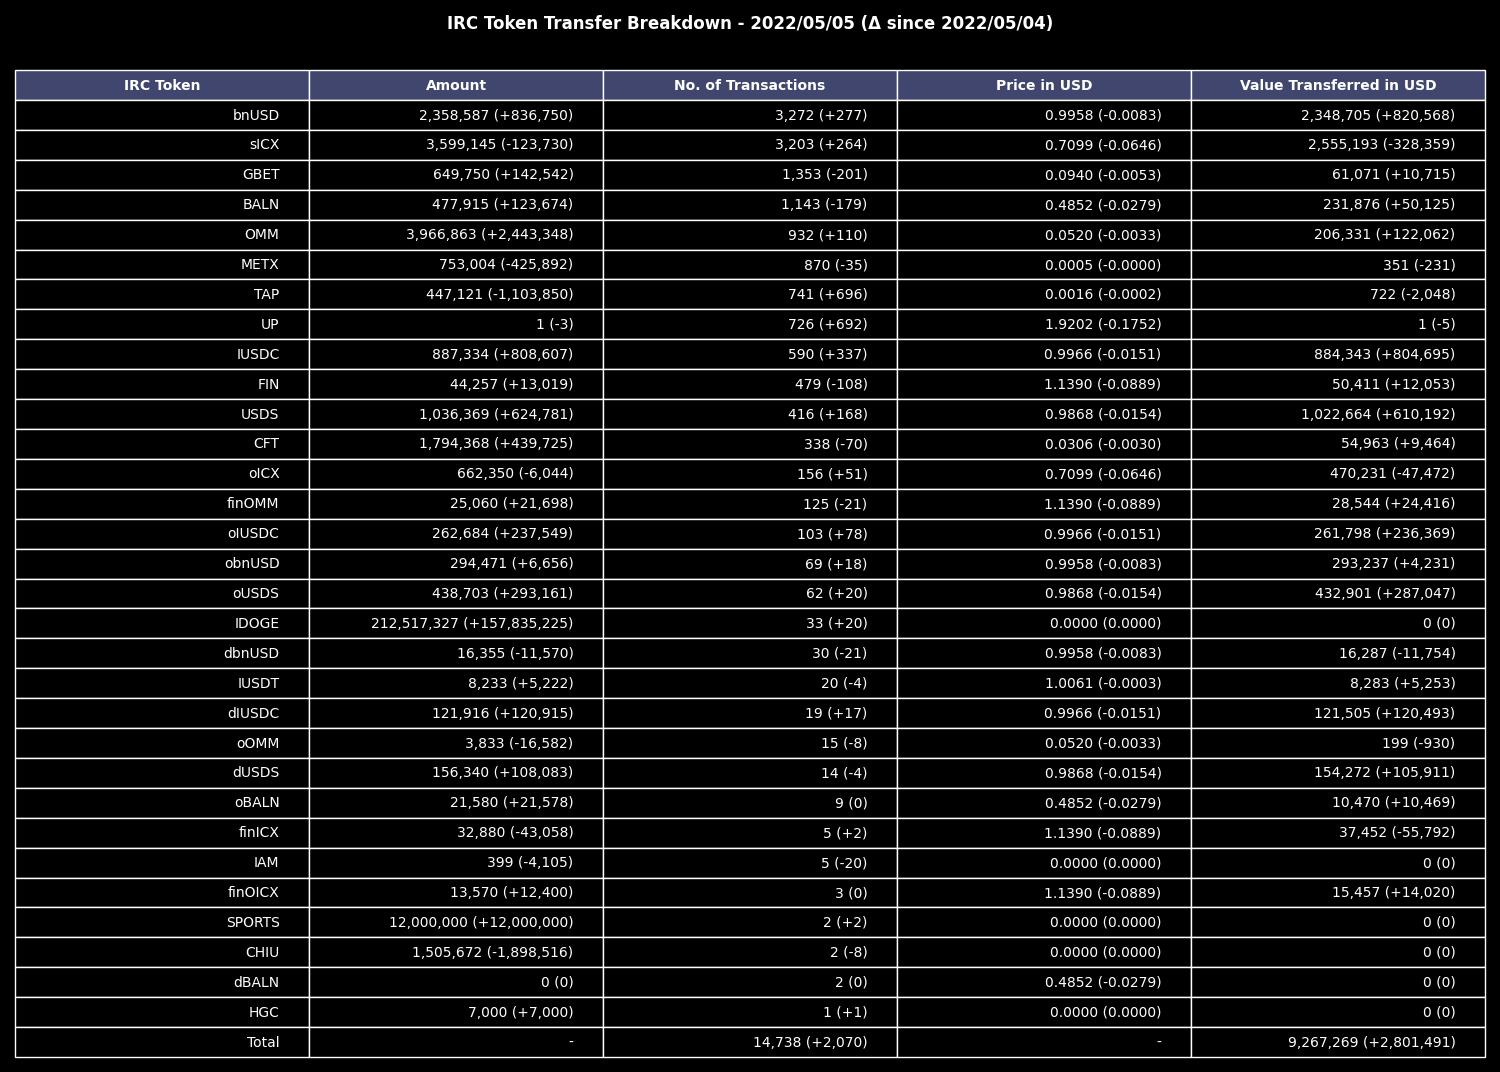 IRC Token Transfer Breakdown - 2022/05/05 (Δ since 2022/05/04)
IRC Token Amount No. of Transactions Price in USD Value Transferred in USD
bnUSD 2,358,587 (+836,750) 3,272 (+277) 0.9958 (-0.0083) 2,348,705 (+820,568)
sICX 3,599,145 (-123,730) 3,203 (+264) 0.7099 (-0.0646) 2,555,193 (-328,359)
GBET 649,750 (+142,542) 1,353 (-201) 0.0940 (-0.0053) 61,071 (+10,715)
BALN 477,915 (+123,674) 1,143 (-179) 0.4852 (-0.0279) 231,876 (+50,125)
OMM 3,966,863 (+2,443,348) 932 (+110) 0.0520 (-0.0033) 206,331 (+122,062)
METX 753,004 (-425,892) 870 (-35) 0.0005 (-0.0000) 351 (-231)
TAP 447,121 (-1,103,850) 741 (+696) 0.0016 (-0.0002) 722 (-2,048)
UP 1 (-3) 726 (+692) 1.9202 (-0.1752) 1 (-5)
IUSDC 887,334 (+808,607) 590 (+337) 0.9966 (-0.0151) 884,343 (+804,695)
FIN 44,257 (+13,019) 479 (-108) 1.1390 (-0.0889) 50,411 (+12,053)
USDS 1,036,369 (+624,781) 416 (+168) 0.9868 (-0.0154) 1,022,664 (+610,192)
CFT 1,794,368 (+439,725) 338 (-70) 0.0306 (-0.0030) 54,963 (+9,464)
oICX 662,350 (-6,044) 156 (+51) 0.7099 (-0.0646) 470,231 (-47,472)
finOMM 25,060 (+21,698) 125 (-21) 1.1390 (-0.0889) 28,544 (+24,416)
oIUSDC 262,684 (+237,549) 103 (+78) 0.9966 (-0.0151) 261,798 (+236,369)
obnUSD 294,471 (+6,656) 69 (+18) 0.9958 (-0.0083) 293,237 (+4,231)
oUSDS 438,703 (+293,161) 62 (+20) 0.9868 (-0.0154) 432,901 (+287,047)
IDOGE 212,517,327 (+157,835,225) 33 (+20) 0.0000 (0.0000) 0 (0)
dbnUSD 16,355 (-11,570) 30 (-21) 0.9958 (-0.0083) 16,287 (-11,754)
IUSDT 8,233 (+5,222) 20 (-4) 1.0061 (-0.0003) 8,283 (+5,253)
dIUSDC 121,916 (+120,915) 19 (+17) 0.9966 (-0.0151) 121,505 (+120,493)
oOMM 3,833 (-16,582) 15 (-8) 0.0520 (-0.0033) 199 (-930)
dUSDS 156,340 (+108,083) 14 (-4) 0.9868 (-0.0154) 154,272 (+105,911)
oBALN 21,580 (+21,578) 9 (0) 0.4852 (-0.0279) 10,470 (+10,469)
finICX 32,880 (-43,058) 5 (+2) 1.1390 (-0.0889) 37,452 (-55,792)
IAM 399 (-4,105) 5 (-20) 0.0000 (0.0000) 0 (0)
finOICX 13,570 (+12,400) 3 (0) 1.1390 (-0.0889) 15,457 (+14,020)
SPORTS 12,000,000 (+12,000,000) 2 (+2) 0.0000 (0.0000) 0 (0)
CHIU 1,505,672 (-1,898,516) 2 (-8) 0.0000 (0.0000) 0 (0)
dBALN 0 (0) 2 (0) 0.4852 (-0.0279) 0 (0)
HGC 7,000 (+7,000) 1 (+1) 0.0000 (0.0000) 0 (0)
Total - 14,738 (+2,070) - 9,267,269 (+2,801,491)